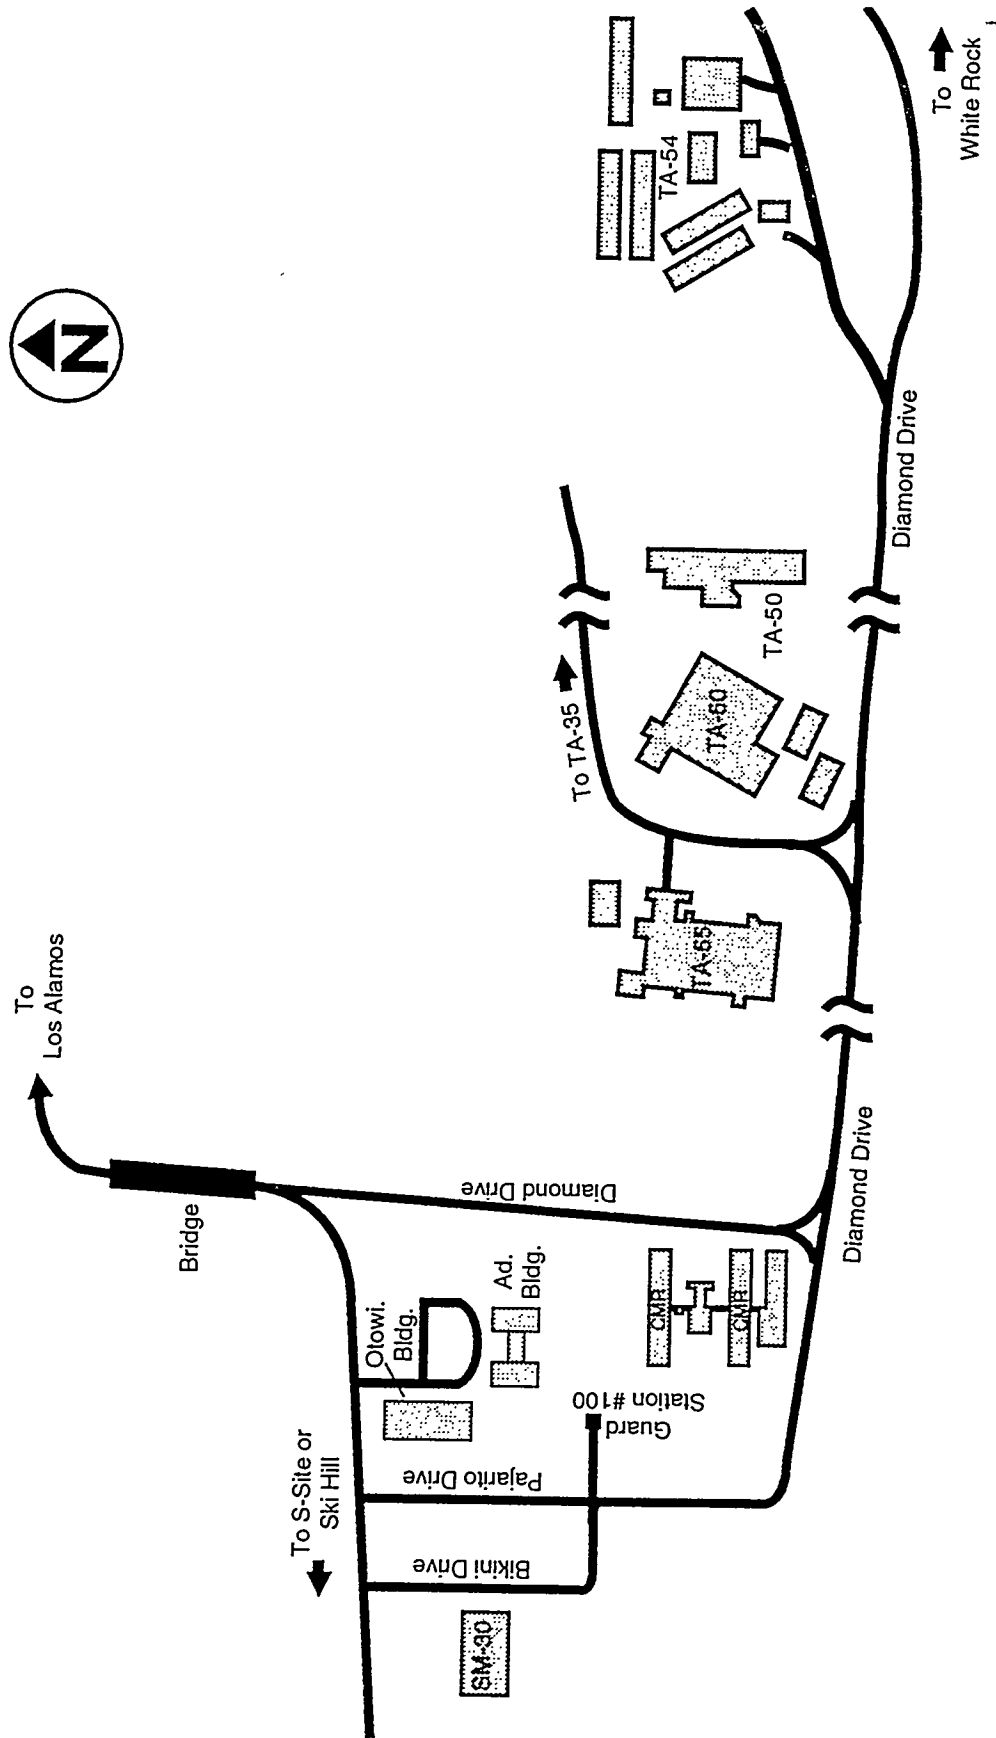 N
To
Los Alamos
Bridge
To S-Site or
Ski Hill
Otowi.
Bldg.
Ad.
Bldg.
Diamond Drive
Pajarito Drive
Bikini Drive
SM-30
Guard
Station #100
CMR
CMR
Diamond Drive
TA-55
To TA-35
TA-60
TA-50
Diamond Drive
TA-54
To
White Rock